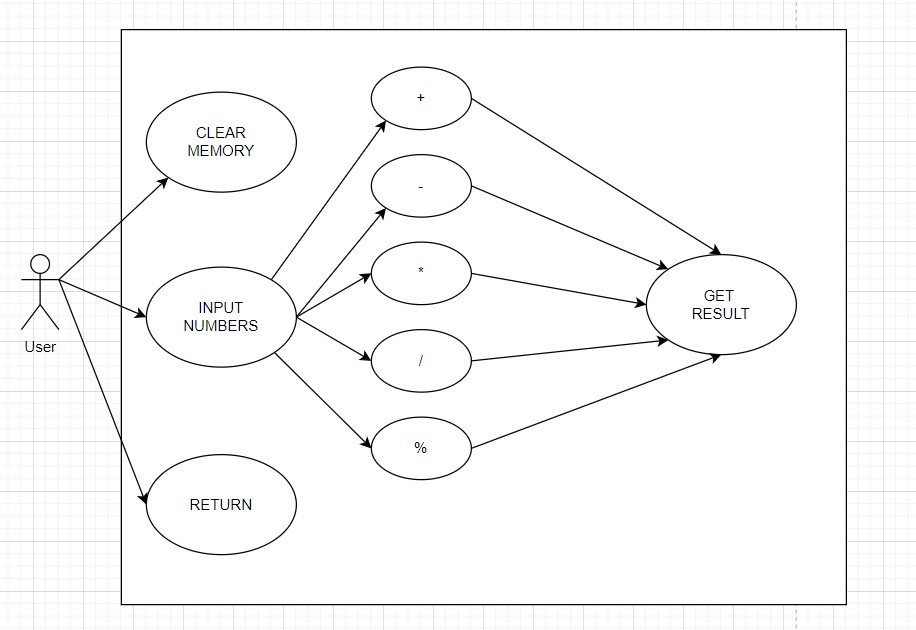 CLEAR
MEMORY
+
-
*
/
%
INPUT
NUMBERS
GET
RESULT
User
RETURN